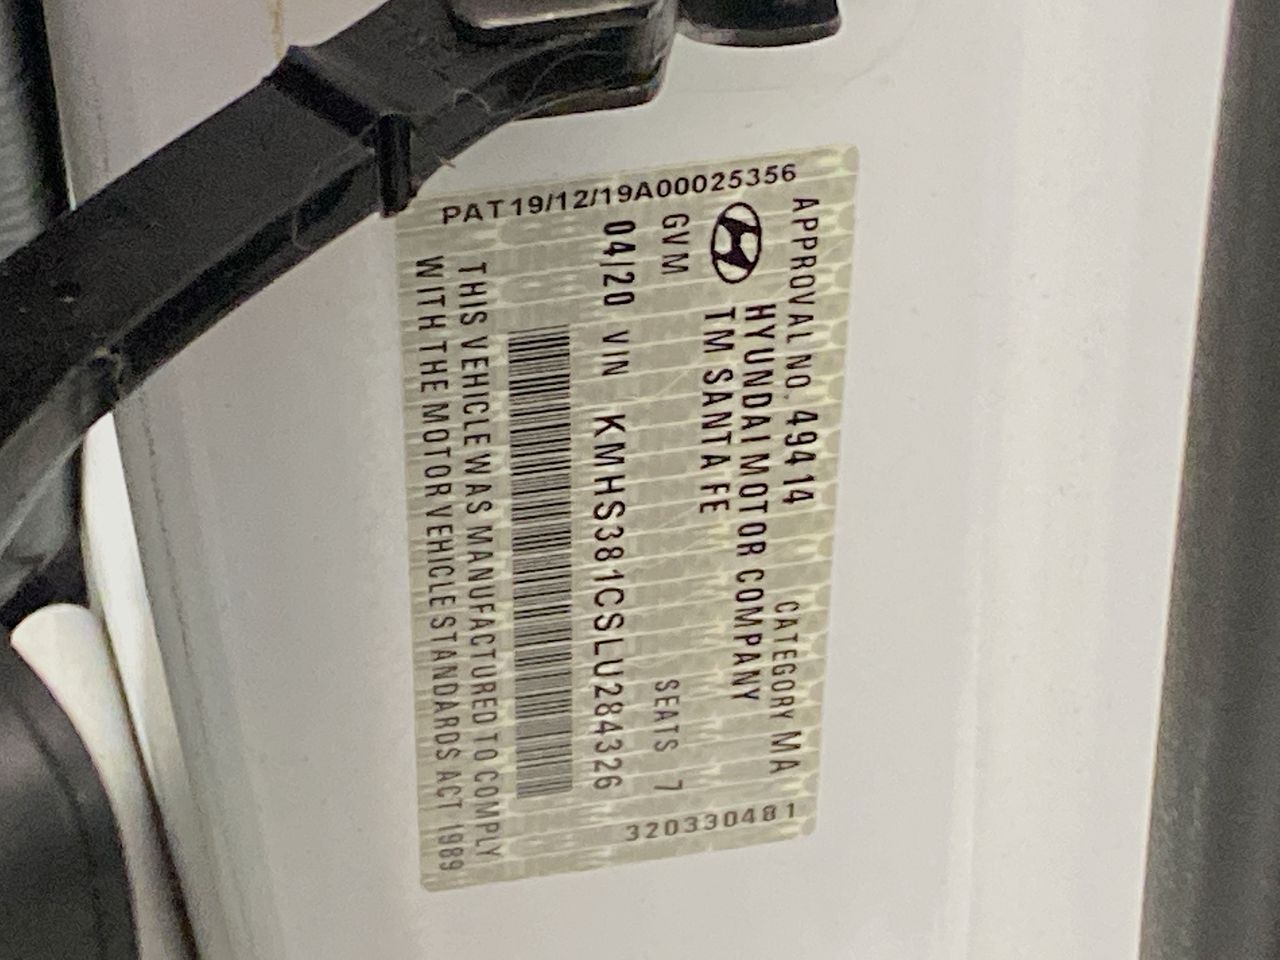 PAT19/12/19A00025356
APPROVAL NO. 49414 CATEGORY MA
HYUNDAI MOTOR COMPANY
TM SANTA FE
GVM SEATS 7
04/20 VIN KMHS381CSLU284326
THIS VEHICLE WAS MANUFACTURED TO COMPLY
WITH THE MOTOR VEHICLE STANDARDS ACT 1989
320330481